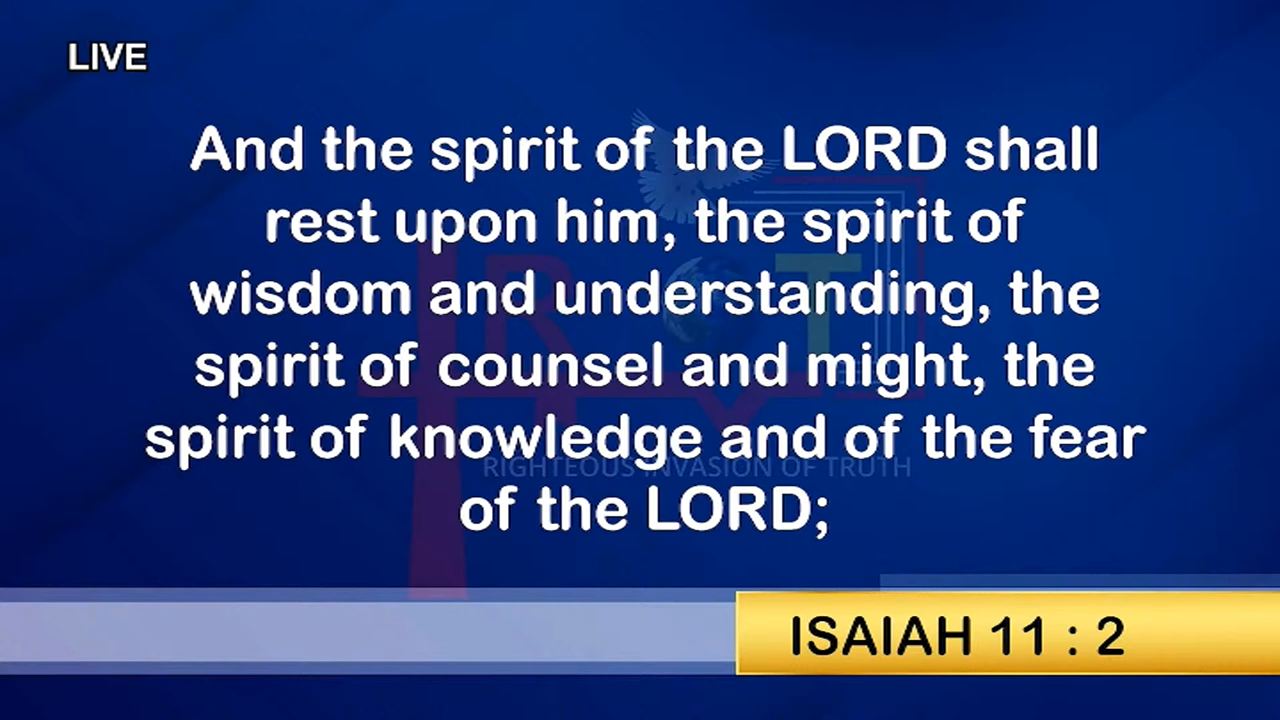 LIVE
And the spirit of the LORD shall
rest upon him, the spirit of
wisdom and understanding, the
spirit of counsel and might, the
spirit of knowledge and of the fear
RIGHTEOUS INVASION OF TRUTH
of the LORD;
ISAIAH 11 : 2